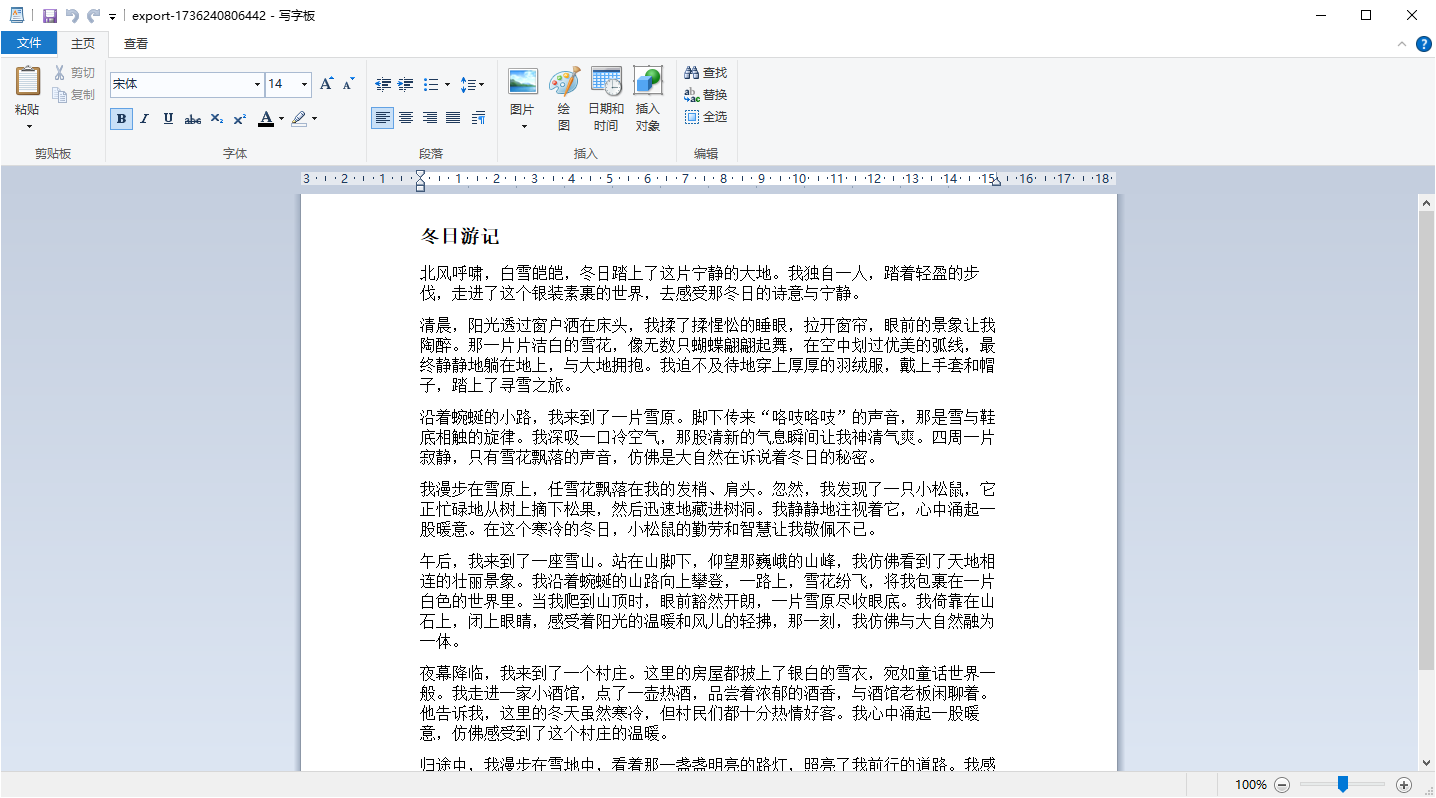 export-1736240806442 - 写字板
文件 主页 查看
粘贴 剪切 复制
剪贴板
宋体 14
B I U abc X₂ X² A
字体
段落
图片 绘图 日期和时间 插入对象
插入
查找
替换
全选
编辑
3 2 1 1 2 3 4 5 6 7 8 9 10 11 12 13 14 15 16 17 18
冬日游记
北风呼啸，白雪皑皑，冬日踏上了这片宁静的大地。我独自一人，踏着轻盈的步
伐，走进了这个银装素裹的世界，去感受那冬日的诗意与宁静。
清晨，阳光透过窗户洒在床头，我揉了揉惺忪的睡眼，拉开窗帘，眼前的景象让我
陶醉。那一片片洁白的雪花，像无数只蝴蝶翩翩起舞，在空中划过优美的弧线，最
终静静地躺在地上，与大地拥抱。我迫不及待地穿上厚厚的羽绒服，戴上手套和帽
子，踏上了寻雪之旅。
沿着蜿蜒的小路，我来到了一片雪原。脚下传来“咯吱咯吱”的声音，那是雪与鞋
底相触的旋律。我深吸一口冷空气，那股清新的气息瞬间让我神清气爽。四周一片
寂静，只有雪花飘落的声音，仿佛是大自然在诉说着冬日的秘密。
我漫步在雪原上，任雪花飘落在我的发梢、肩头。忽然，我发现了一只小松鼠，它
正忙碌地从树上摘下松果，然后迅速地藏进树洞。我静静地注视着它，心中涌起一
股暖意。在这个寒冷的冬日，小松鼠的勤劳和智慧让我敬佩不已。
午后，我来到了一座雪山。站在山脚下，仰望那巍峨的山峰，我仿佛看到了天地相
连的壮丽景象。我沿着蜿蜒的山路向上攀登，一路上，雪花纷飞，将我包裹在一片
白色的世界里。当我爬到山顶时，眼前豁然开朗，一片雪原尽收眼底。我倚靠在山
石上，闭上眼睛，感受着阳光的温暖和风儿的轻拂，那一刻，我仿佛与大自然融为
一体。
夜幕降临，我来到了一个村庄。这里的房屋都披上了银白的雪衣，宛如童话世界一
般。我走进一家小酒馆，点了一壶热酒，品尝着浓郁的酒香，与酒馆老板闲聊着。
他告诉我，这里的冬天虽然寒冷，但村民们都十分热情好客。我心中涌起一股暖
意，仿佛感受到了这个村庄的温暖。
归途中，我漫步在雪地中，看着那一盏盏明亮的路灯，照亮了我前行的道路。我感
100%